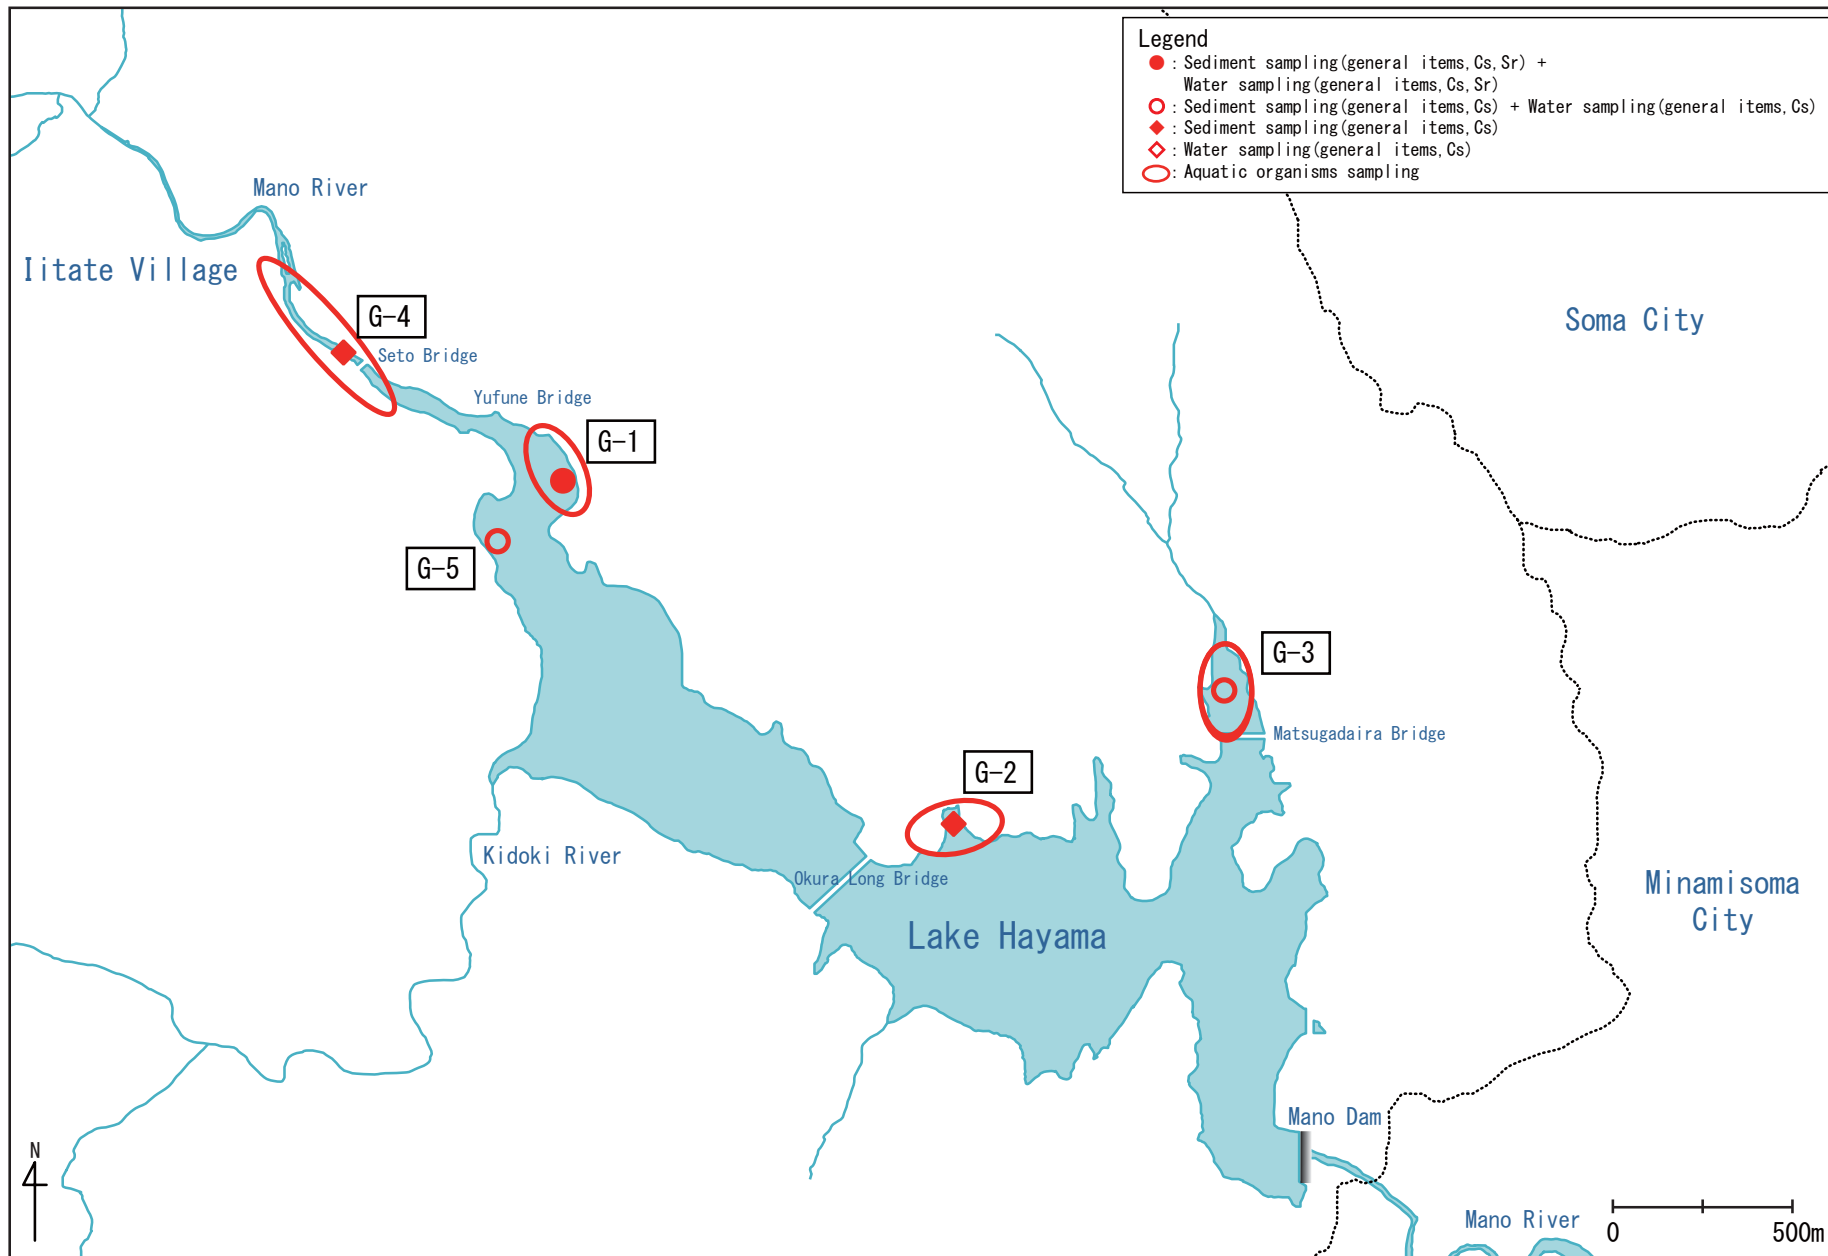 Legend
: Sediment sampling(general items,Cs,Sr) +
Water sampling(general items,Cs,Sr)
: Sediment sampling(general items,Cs) + Water sampling(general items,Cs)
: Sediment sampling(general items,Cs)
: Water sampling(general items,Cs)
: Aquatic organisms sampling
Mano River
Iitate Village
G-4
Soma City
Seto Bridge
Yufune Bridge
G-1
G-5
G-3
Matsugadaira Bridge
G-2
Kidoki River
Okura Long Bridge
Minamisoma
City
Lake Hayama
Mano Dam
N
Mano River
0
500m